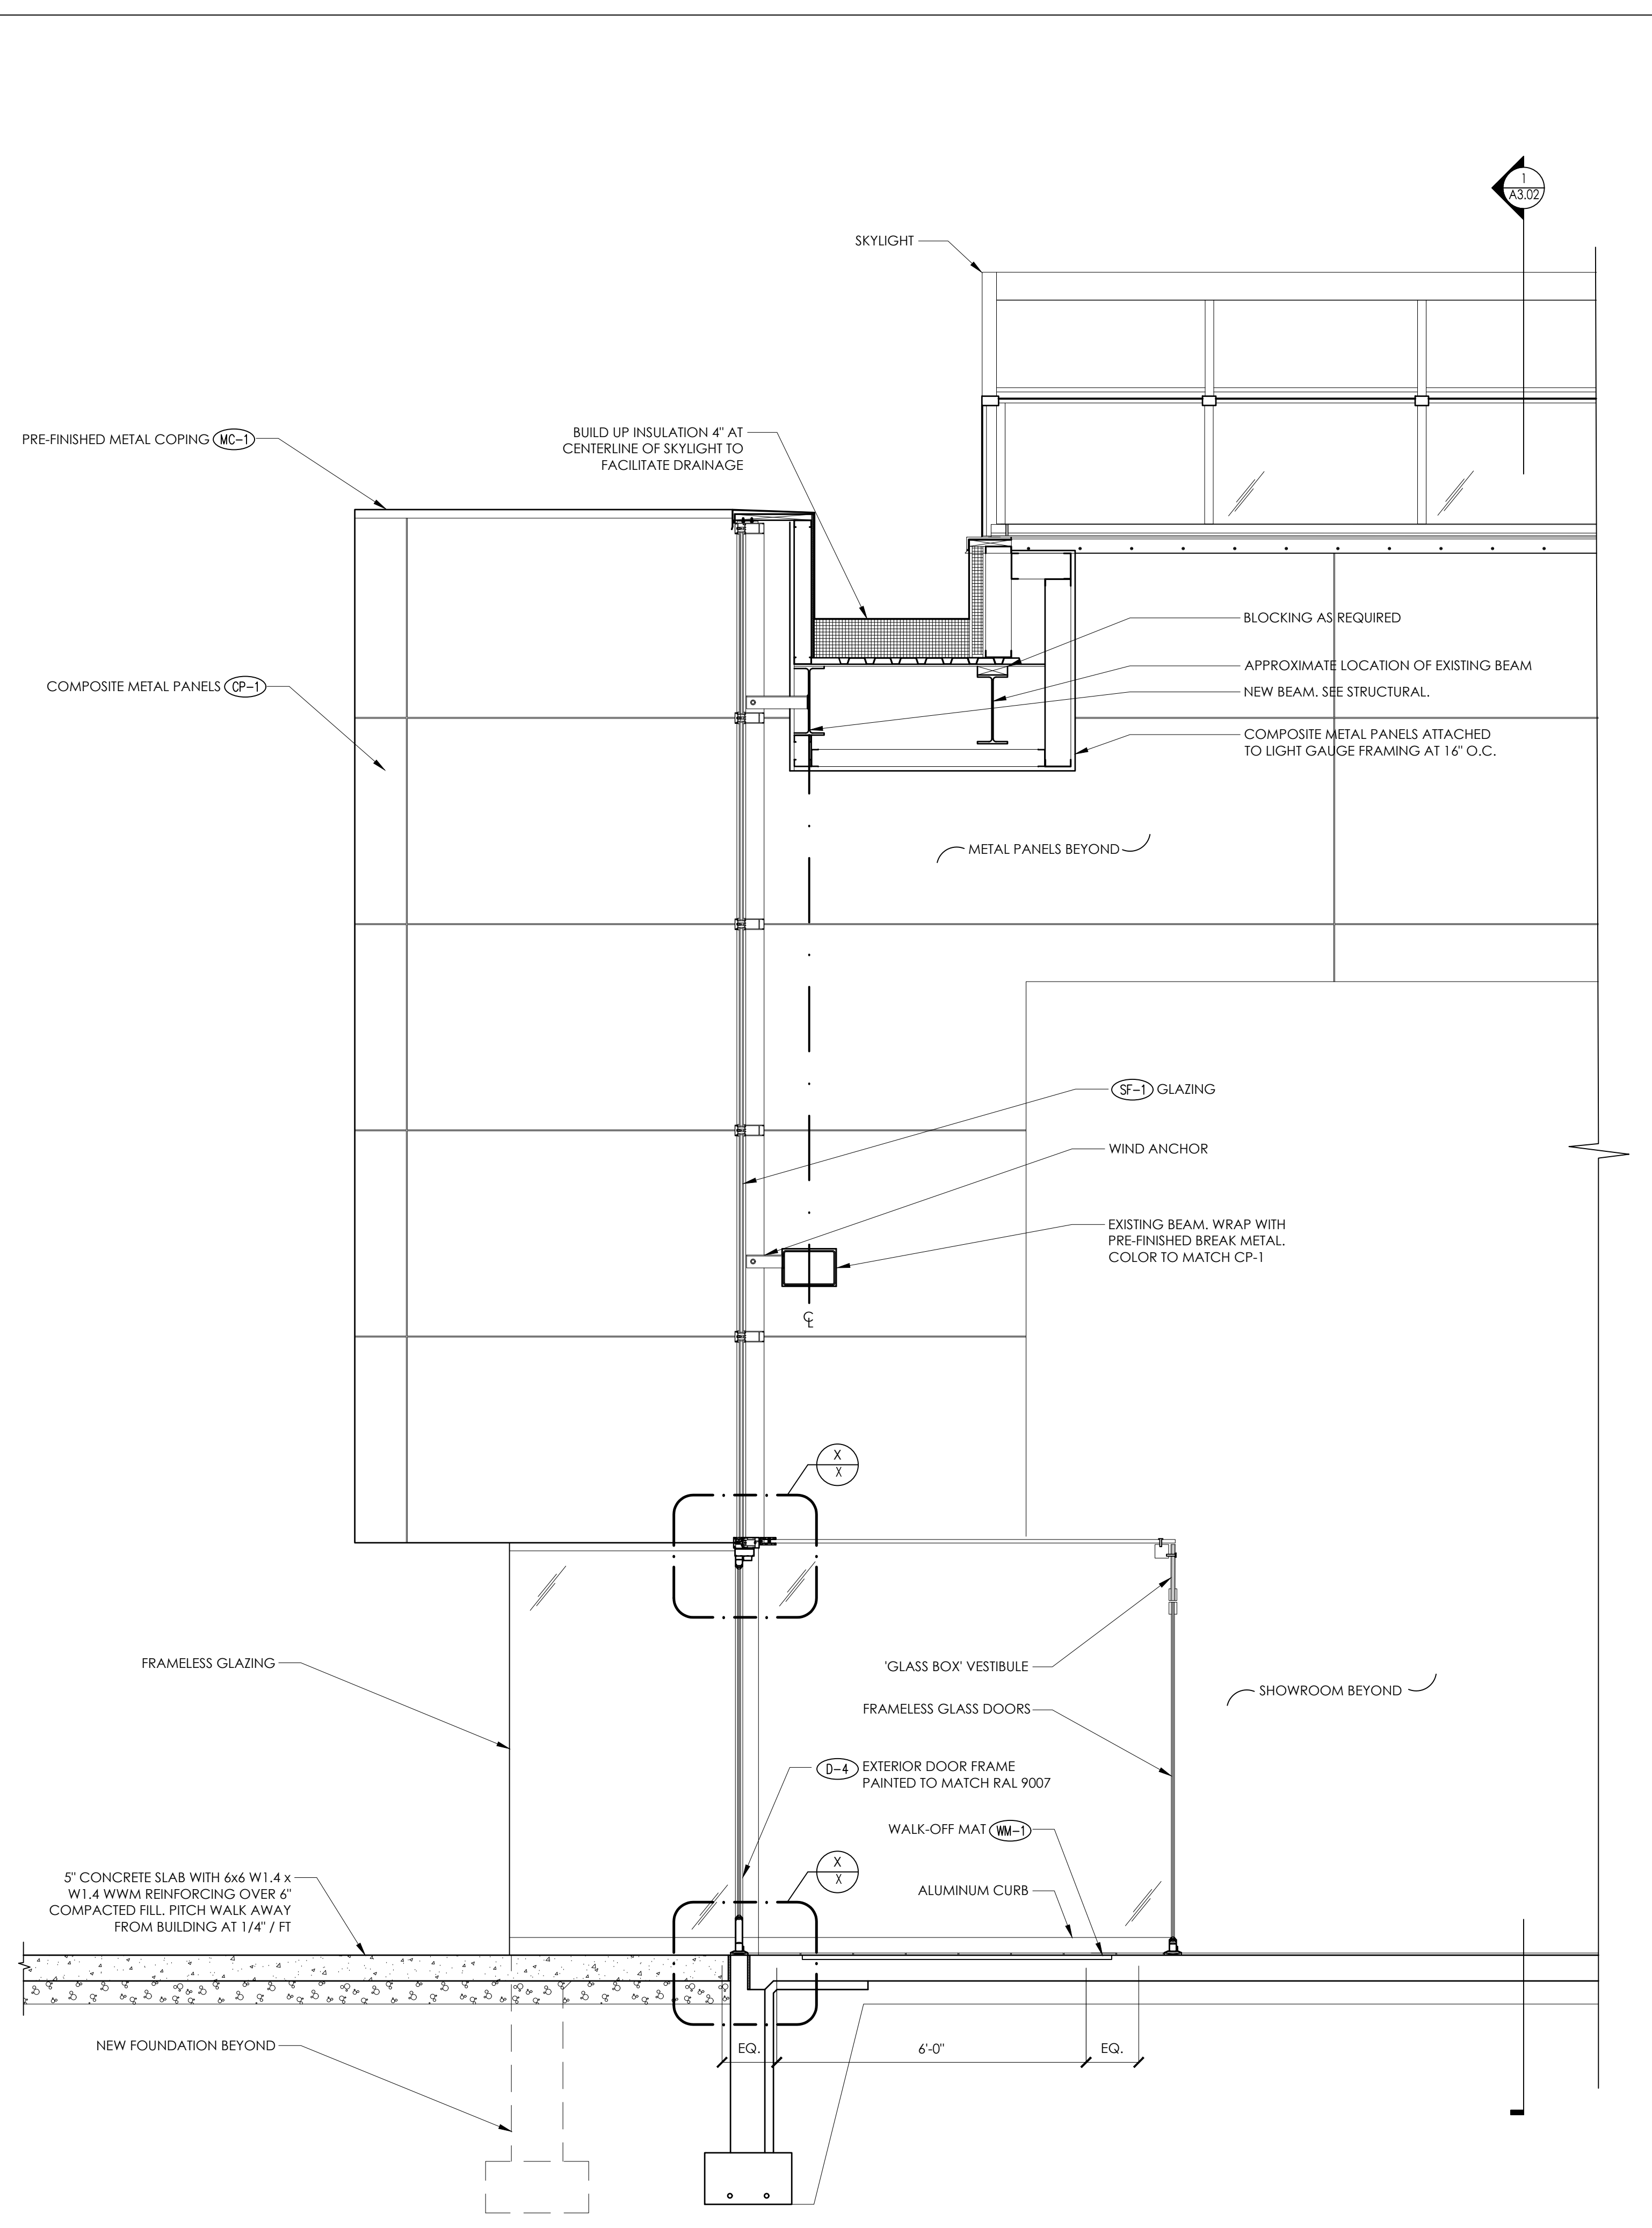 1
A3.02
SKYLIGHT
PRE-FINISHED METAL COPING MC-1
BUILD UP INSULATION 4" AT
CENTERLINE OF SKYLIGHT TO
FACILITATE DRAINAGE
BLOCKING AS REQUIRED
COMPOSITE METAL PANELS CP-1
APPROXIMATE LOCATION OF EXISTING BEAM
NEW BEAM. SEE STRUCTURAL.
COMPOSITE METAL PANELS ATTACHED
TO LIGHT GAUGE FRAMING AT 16" O.C.
METAL PANELS BEYOND
SF-1 GLAZING
WIND ANCHOR
EXISTING BEAM. WRAP WITH
PRE-FINISHED BREAK METAL.
COLOR TO MATCH CP-1
CL
X
X
FRAMELESS GLAZING
'GLASS BOX' VESTIBULE
SHOWROOM BEYOND
FRAMELESS GLASS DOORS
D-4 EXTERIOR DOOR FRAME
PAINTED TO MATCH RAL 9007
WALK-OFF MAT WM-1
X
X
5" CONCRETE SLAB WITH 6x6 W1.4 x
W1.4 WWM REINFORCING OVER 6"
COMPACTED FILL. PITCH WALK AWAY
FROM BUILDING AT 1/4" / FT
ALUMINUM CURB
NEW FOUNDATION BEYOND
EQ. 6'-0" EQ.